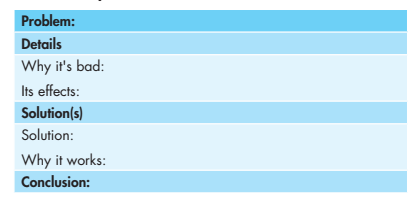 Problem:
Details
Why it's bad:
Its effects:
Solution(s)
Solution:
Why it works:
Conclusion: